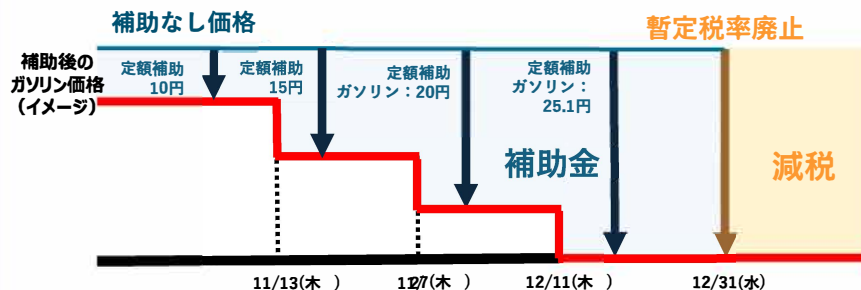 補助なし価格
暫定税率廃止
補助後の
ガソリン価格
(イメージ)
定額補助
10円
定額補助
15円
定額補助
ガソリン:20円
定額補助
ガソリン:
25.1円
補助金
減税
11/13(木 )
11/27(木 )
12/11(木 )
12/31(水)